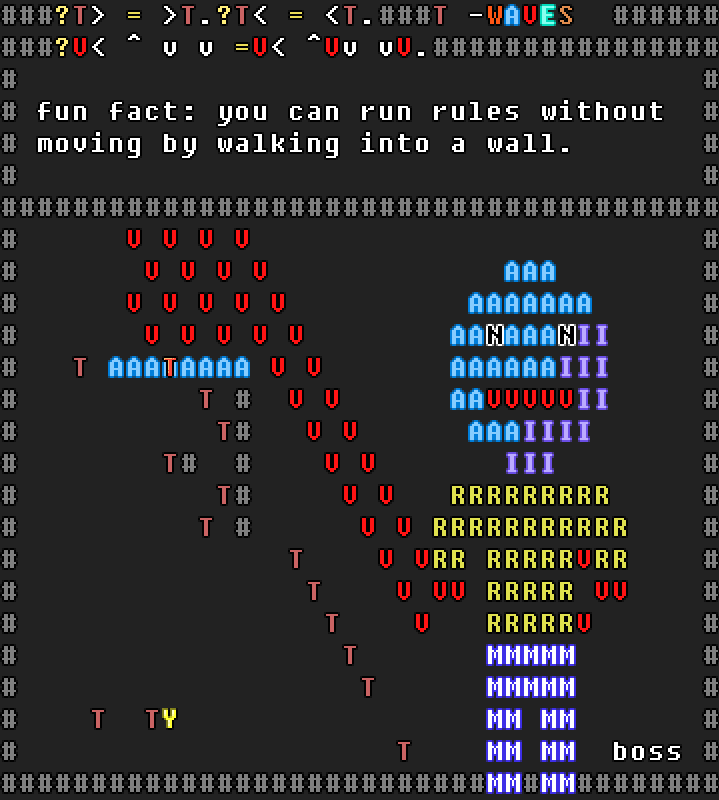 ###?T> = >T.?T< = <T.###T -WAVES  ######
###?V< ^ v v =V< ^Vv vV.################
#                                      #
# fun fact: you can run rules without  #
# moving by walking into a wall.       #
#                                      #
########################################
#      V V V V                         #
#       V V V V             AAA        #
#      V V V V V          AAAAAAA      #
#       V V V V V        AANAAANII     #
#   T AAATAAAA V V       AAAAAAIII     #
#          T #  V V      AAVVVVVII     #
#           T#   V V      AAAIIII      #
#        T#  #    V V       III        #
#           T#     V V   RRRRRRRRR     #
#          T #      V V RRRRRRRRRRR    #
#               T    V VRR RRRRRVRR    #
#                T    V VV RRRRR VV    #
#                 T    V   RRRRRV      #
#                  T       MMMMM       #
#                   T      MMMMM       #
#    T  TY                 MM MM       #
#                     T    MM MM  boss #
###########################MM MM########